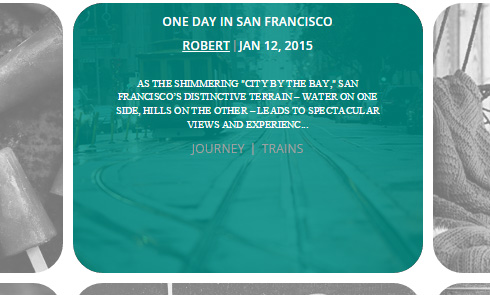 ONE DAY IN SAN FRANCISCO
ROBERT | JAN 12, 2015
AS THE SHIMMERING "CITY BY THE BAY," SAN
FRANCISCO'S DISTINCTIVE TERRAIN – WATER ON ONE
SIDE, HILLS ON THE OTHER – LEADS TO SPECTACULAR
VIEWS AND EXPERIENC...
JOURNEY | TRAINS